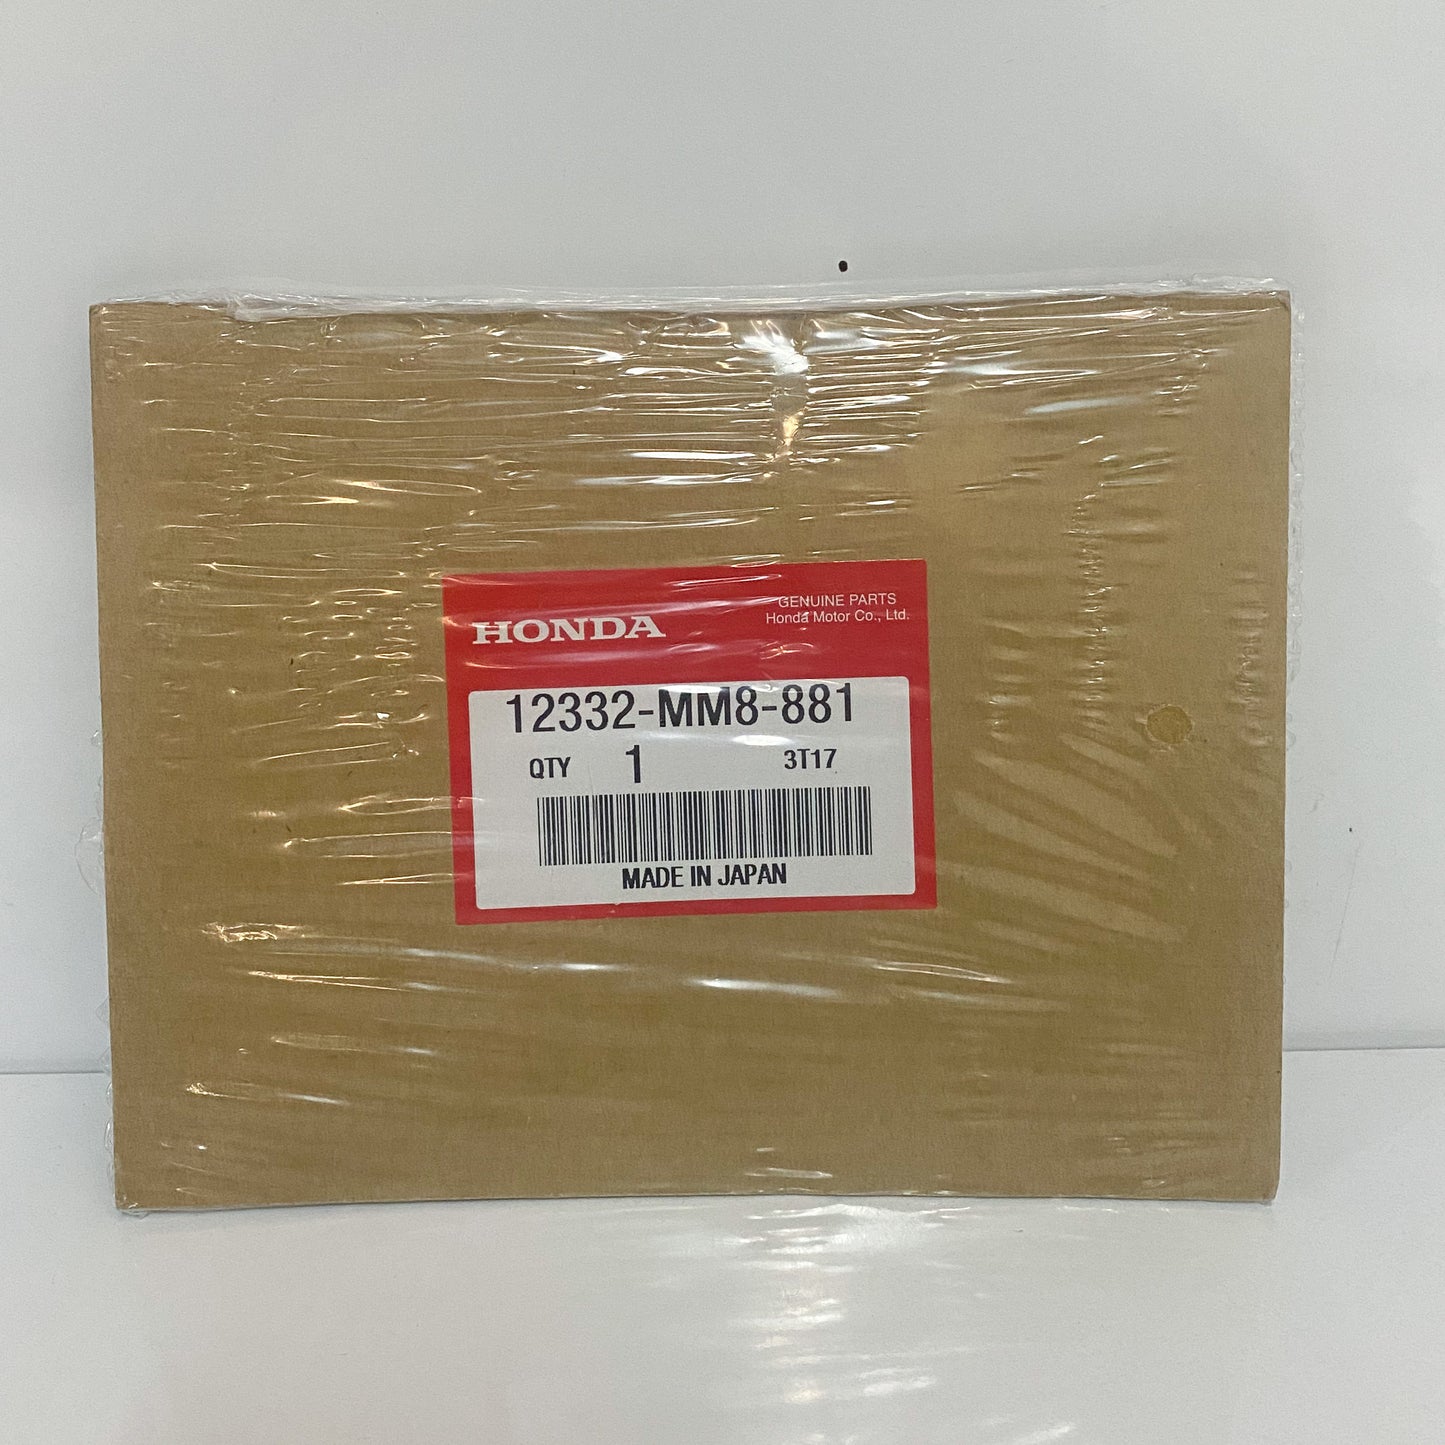 HONDA
GENUINE PARTS
Honda Motor Co., Ltd.
12332-MM8-881
QTY 1 3T17
MADE IN JAPAN